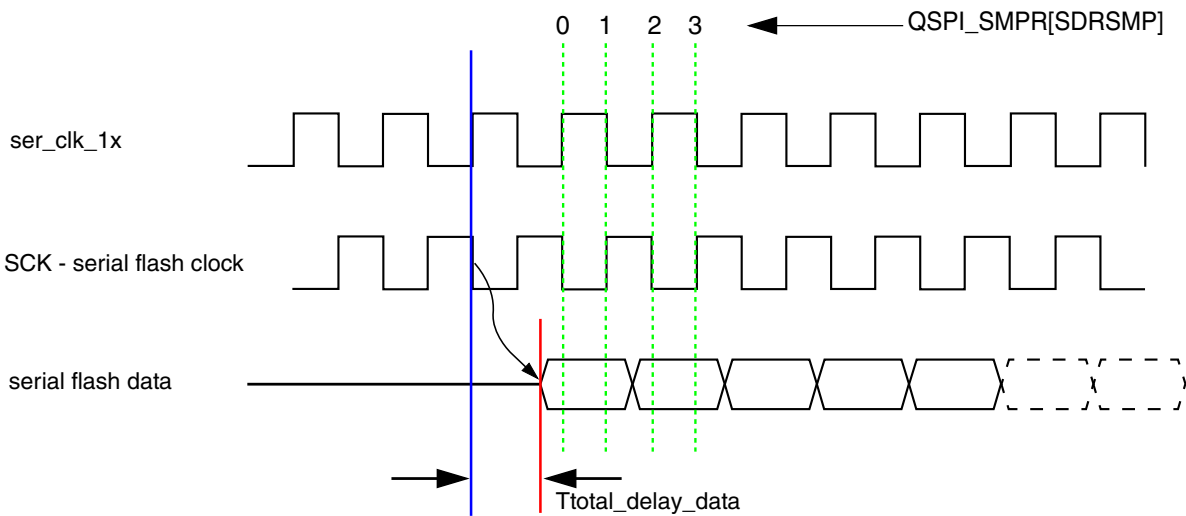 0 1 2 3 QSPI_SMPR[SDRSMP]
ser_clk_1x
SCK - serial flash clock
serial flash data
Ttotal_delay_data